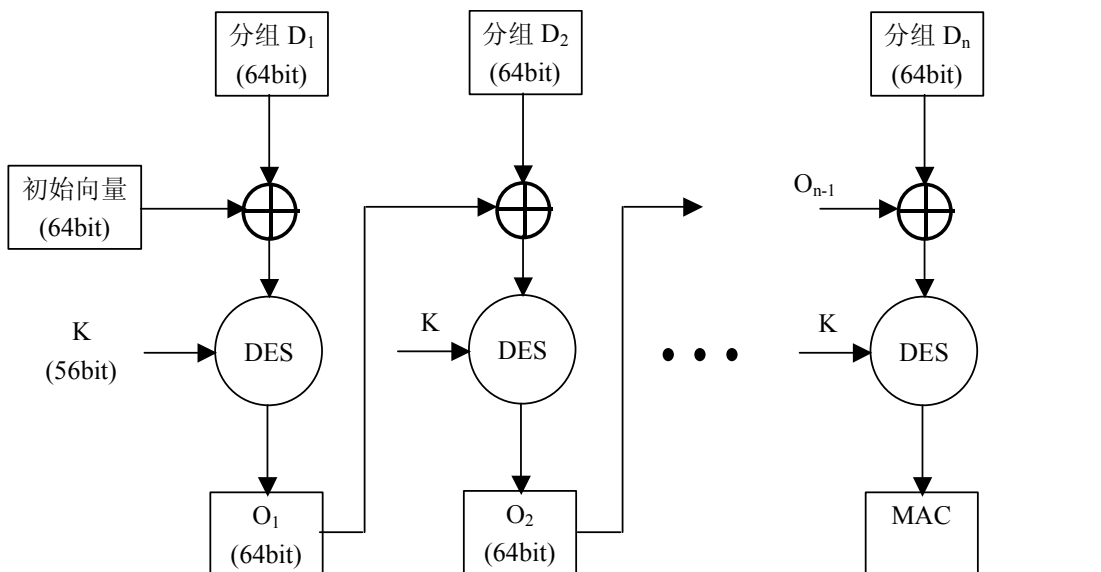 分组 D₁
(64bit)
分组 D₂
(64bit)
分组 Dₙ
(64bit)
初始向量
(64bit)
Oₙ₋₁
K
(56bit)
DES
K
DES
K
DES
O₁
(64bit)
O₂
(64bit)
MAC